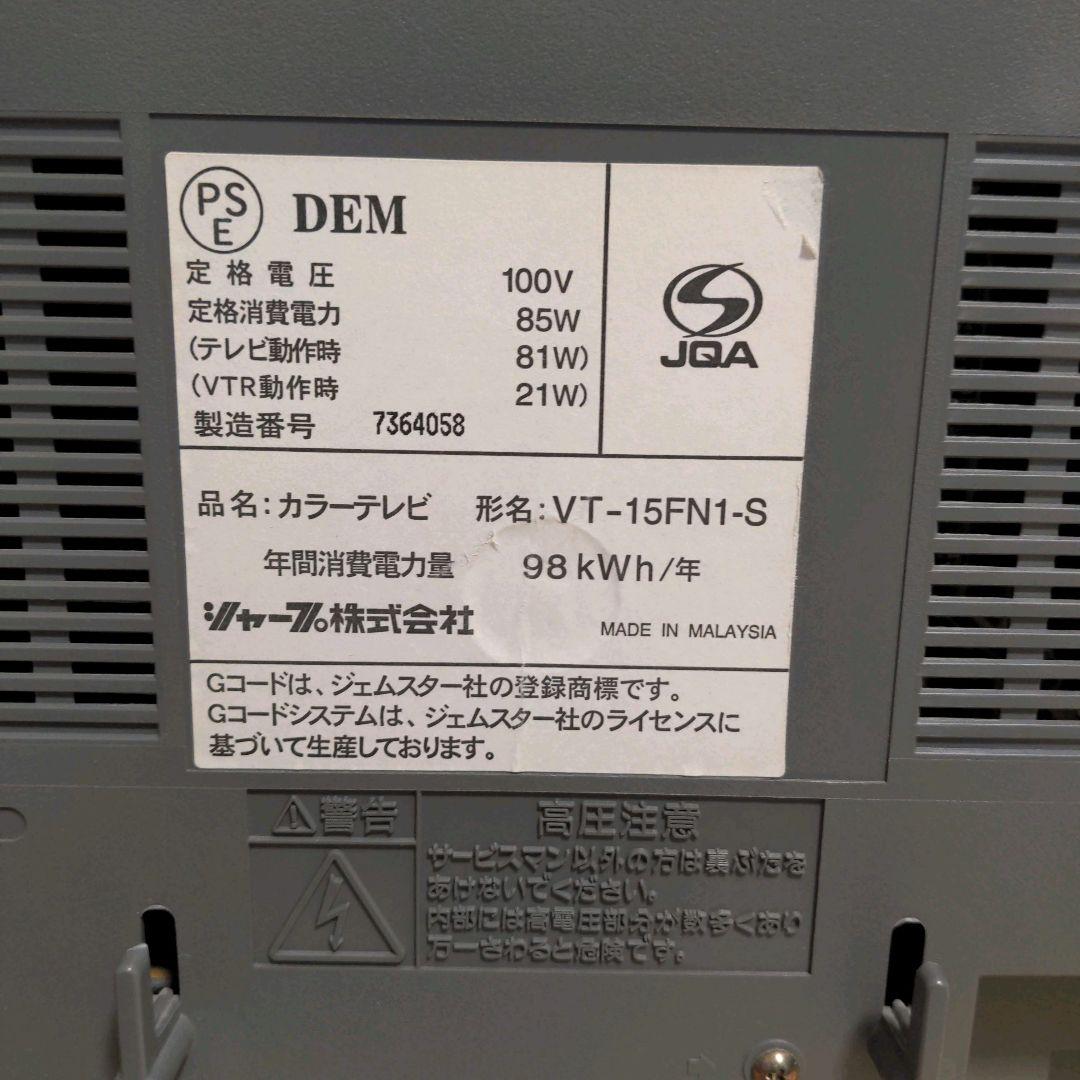 PSE DEM
定格電圧 100V
定格消費電力 85W
(テレビ動作時 81W)
(VTR動作時 21W)
製造番号 7364058
JQA
品名:カラーテレビ 形名:VT-15FN1-S
年間消費電力量 98kWh/年
シャープ株式会社 MADE IN MALAYSIA
Gコードは、ジェムスター社の登録商標です。
Gコードシステムは、ジェムスター社のライセンスに
基づいて生産しております。
警告
高圧注意
サービスマン以外の方は裏ぶたを
あけないでください。
内部には高電圧部分が数多くあり
万一さわると危険です。